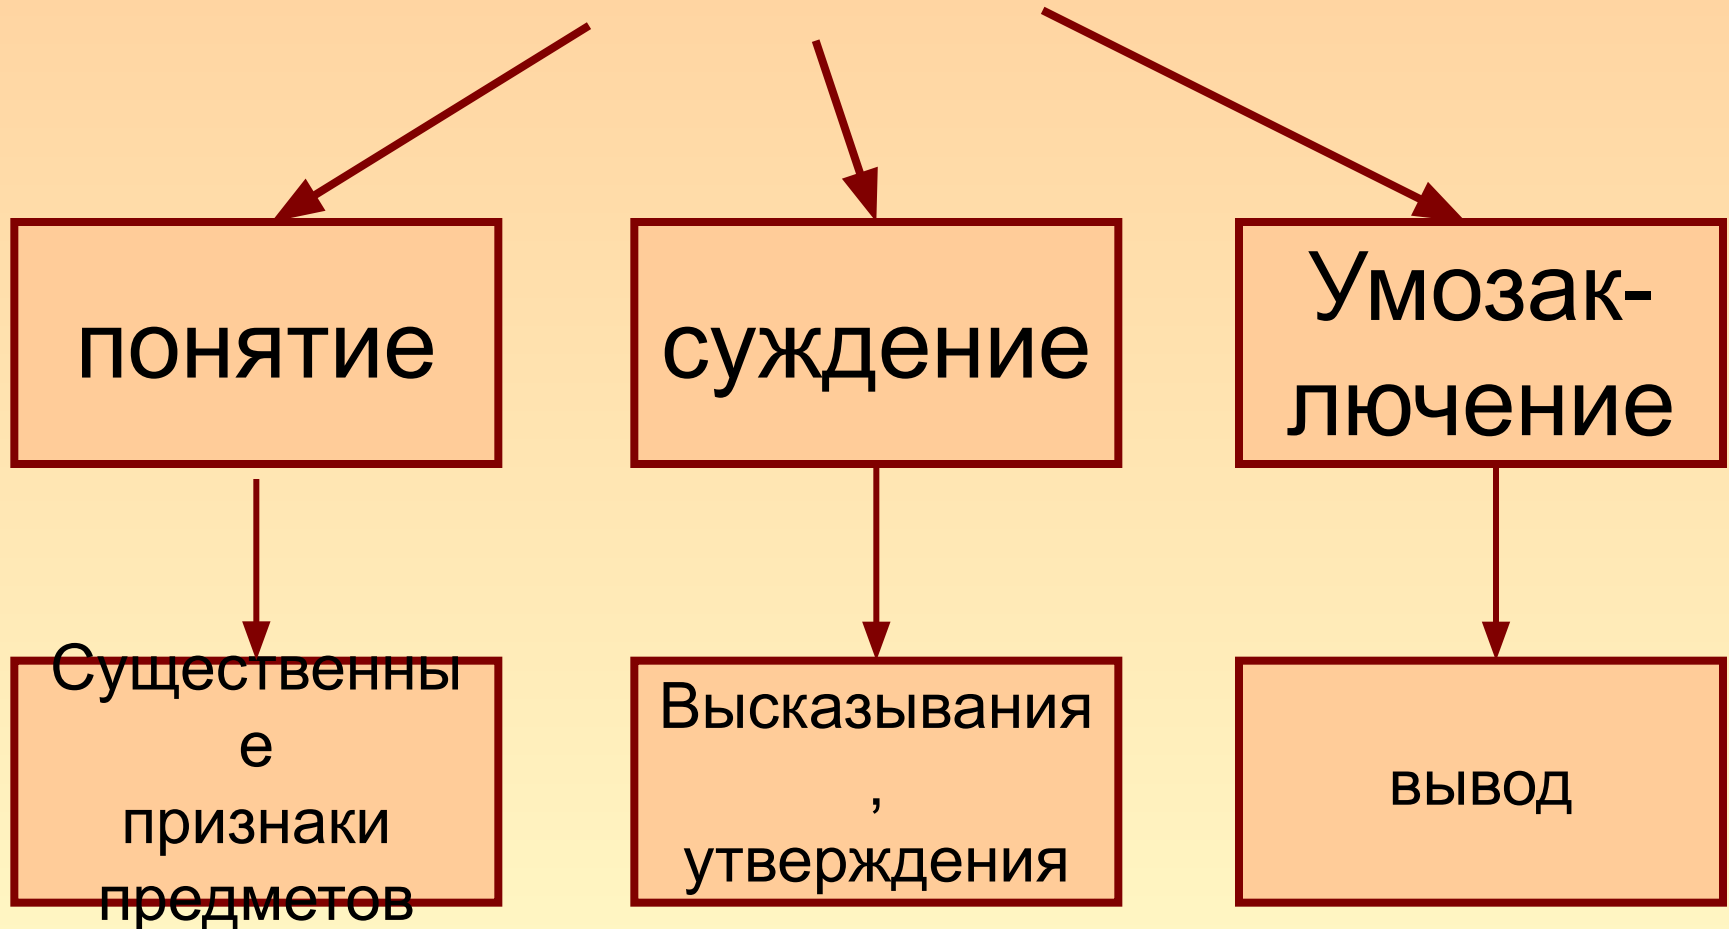 понятие
суждение
Умозак-
лючение
Существенны
е
признаки
предметов
Высказывания
,
утверждения
вывод